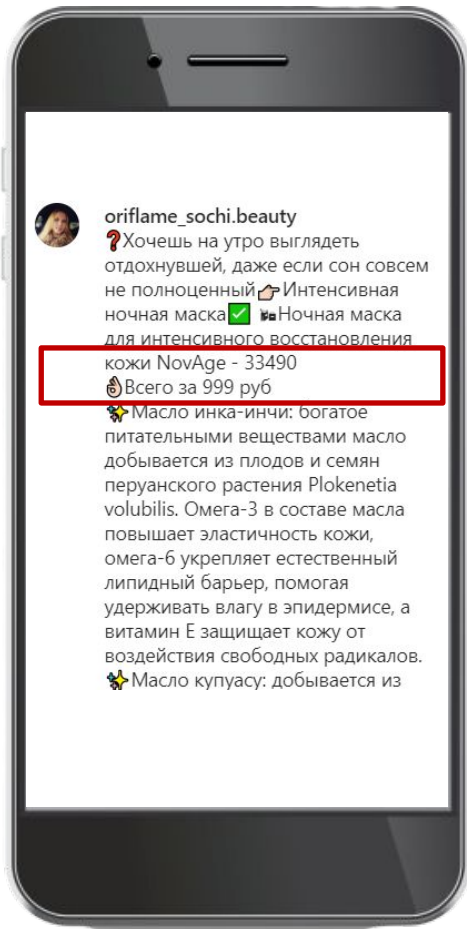 oriflame_sochi.beauty
❓Хочешь на утро выглядеть
отдохнувшей, даже если сон совсем
не полноценный👉🏻Интенсивная
ночная маска✅ Ночная маска
для интенсивного восстановления
кожи NovAge - 33490
👌🏻Всего за 999 руб
✨Масло инка-инчи: богатое
питательными веществами масло
добывается из плодов и семян
перуанского растения Plokenetia
volubilis. Омега-3 в составе масла
повышает эластичность кожи,
омега-6 укрепляет естественный
липидный барьер, помогая
удерживать влагу в эпидермисе, а
витамин Е защищает кожу от
воздействия свободных радикалов.
✨Масло купуасу: добывается из